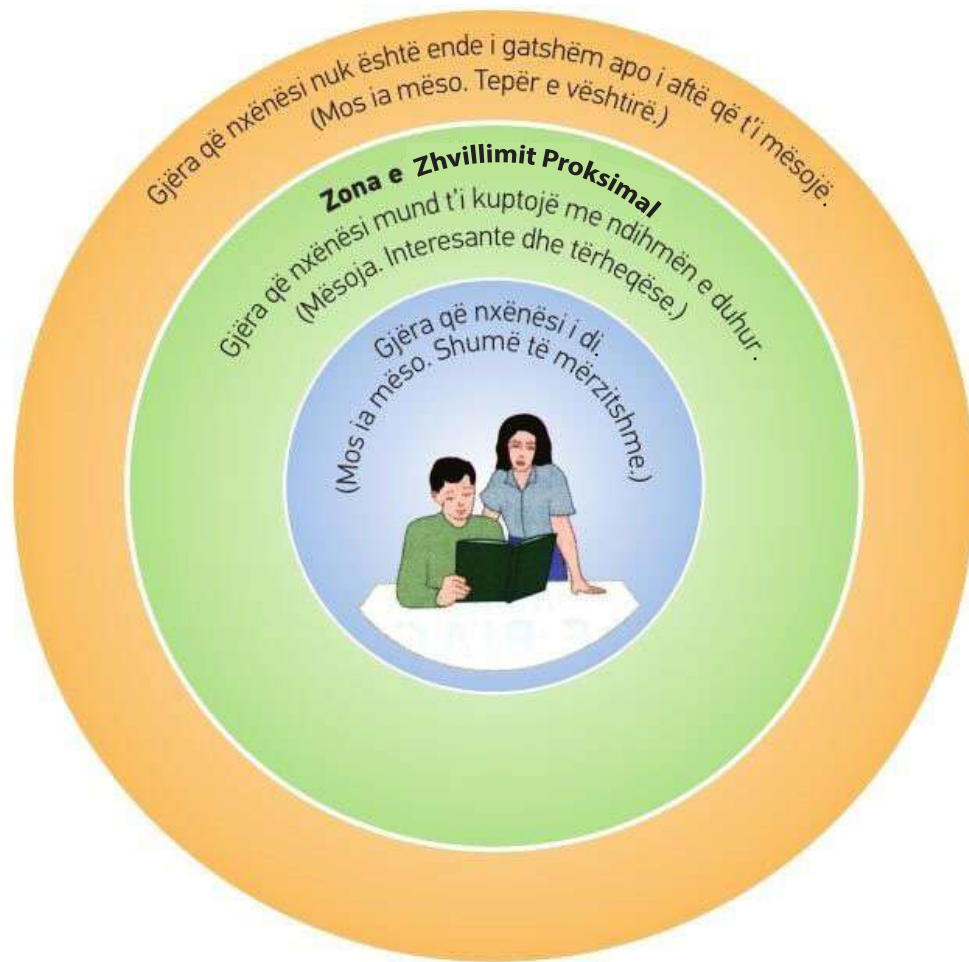 Gjëra që nxënësi nuk është ende i gatshëm apo i aftë që t'i mësojë.
(Mos ia mëso. Tepër e vështirë.)
Zona e Zhvillimit Proksimal
Gjëra që nxënësi mund t'i kuptojë me ndihmën e duhur.
(Mësoja. Interesante dhe tërheqëse.)
Gjëra që nxënësi i di.
(Mos ia mëso. Shumë të mërzitshme.)